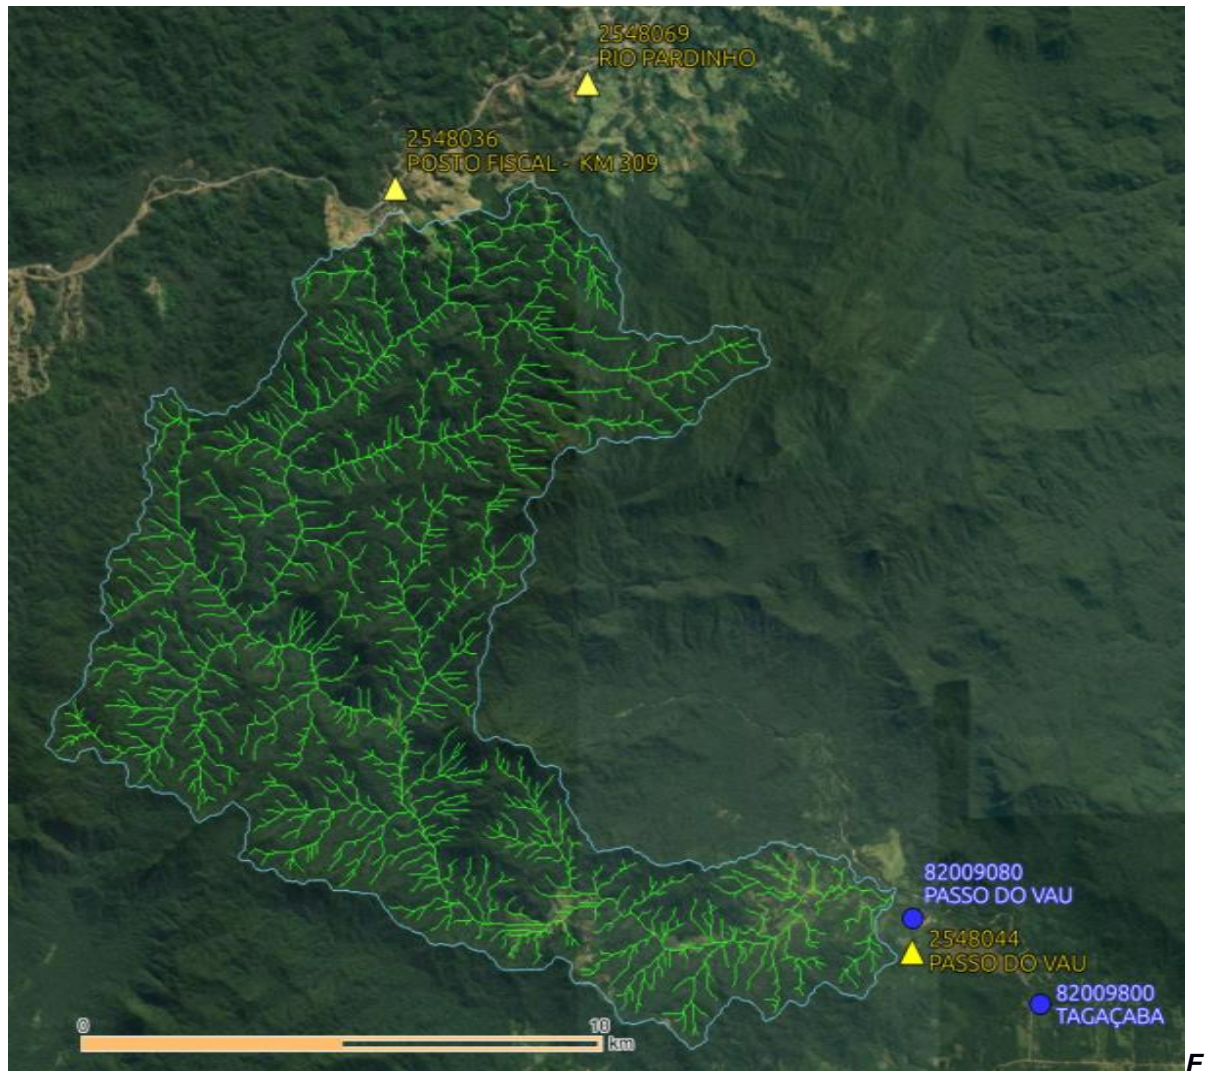 2548069
RIO PARDINHO
2548036
POSTO FISCAL - KM 309
82009080
PASSO DO VAU
2548044
PASSO DO VAU
82009800
TAGAÇABA
0
18
km
F